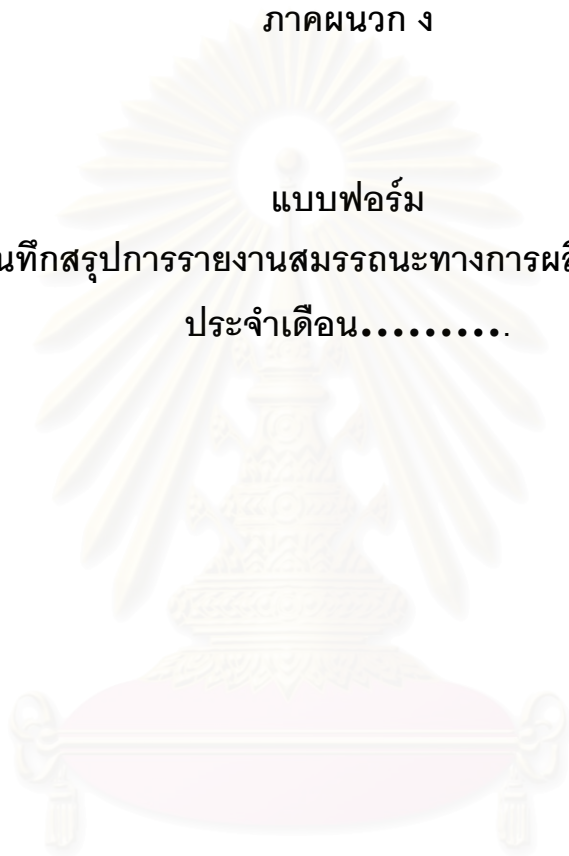 ภาคผนวก ง
แบบฟอร์ม
นทึกสรุปการรายงานสมรรถนะทางการผลิ
ประจำเดือน..........